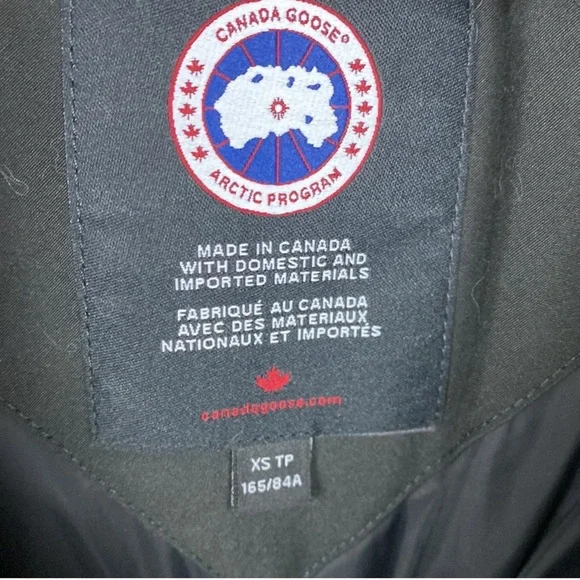 CANADA GOOSE®
ARCTIC PROGRAM
MADE IN CANADA
WITH DOMESTIC AND
IMPORTED MATERIALS
FABRIQUÉ AU CANADA
AVEC DES MATERIAUX
NATIONAUX ET IMPORTÉS
canadagoose.com
XS TP
165/84A